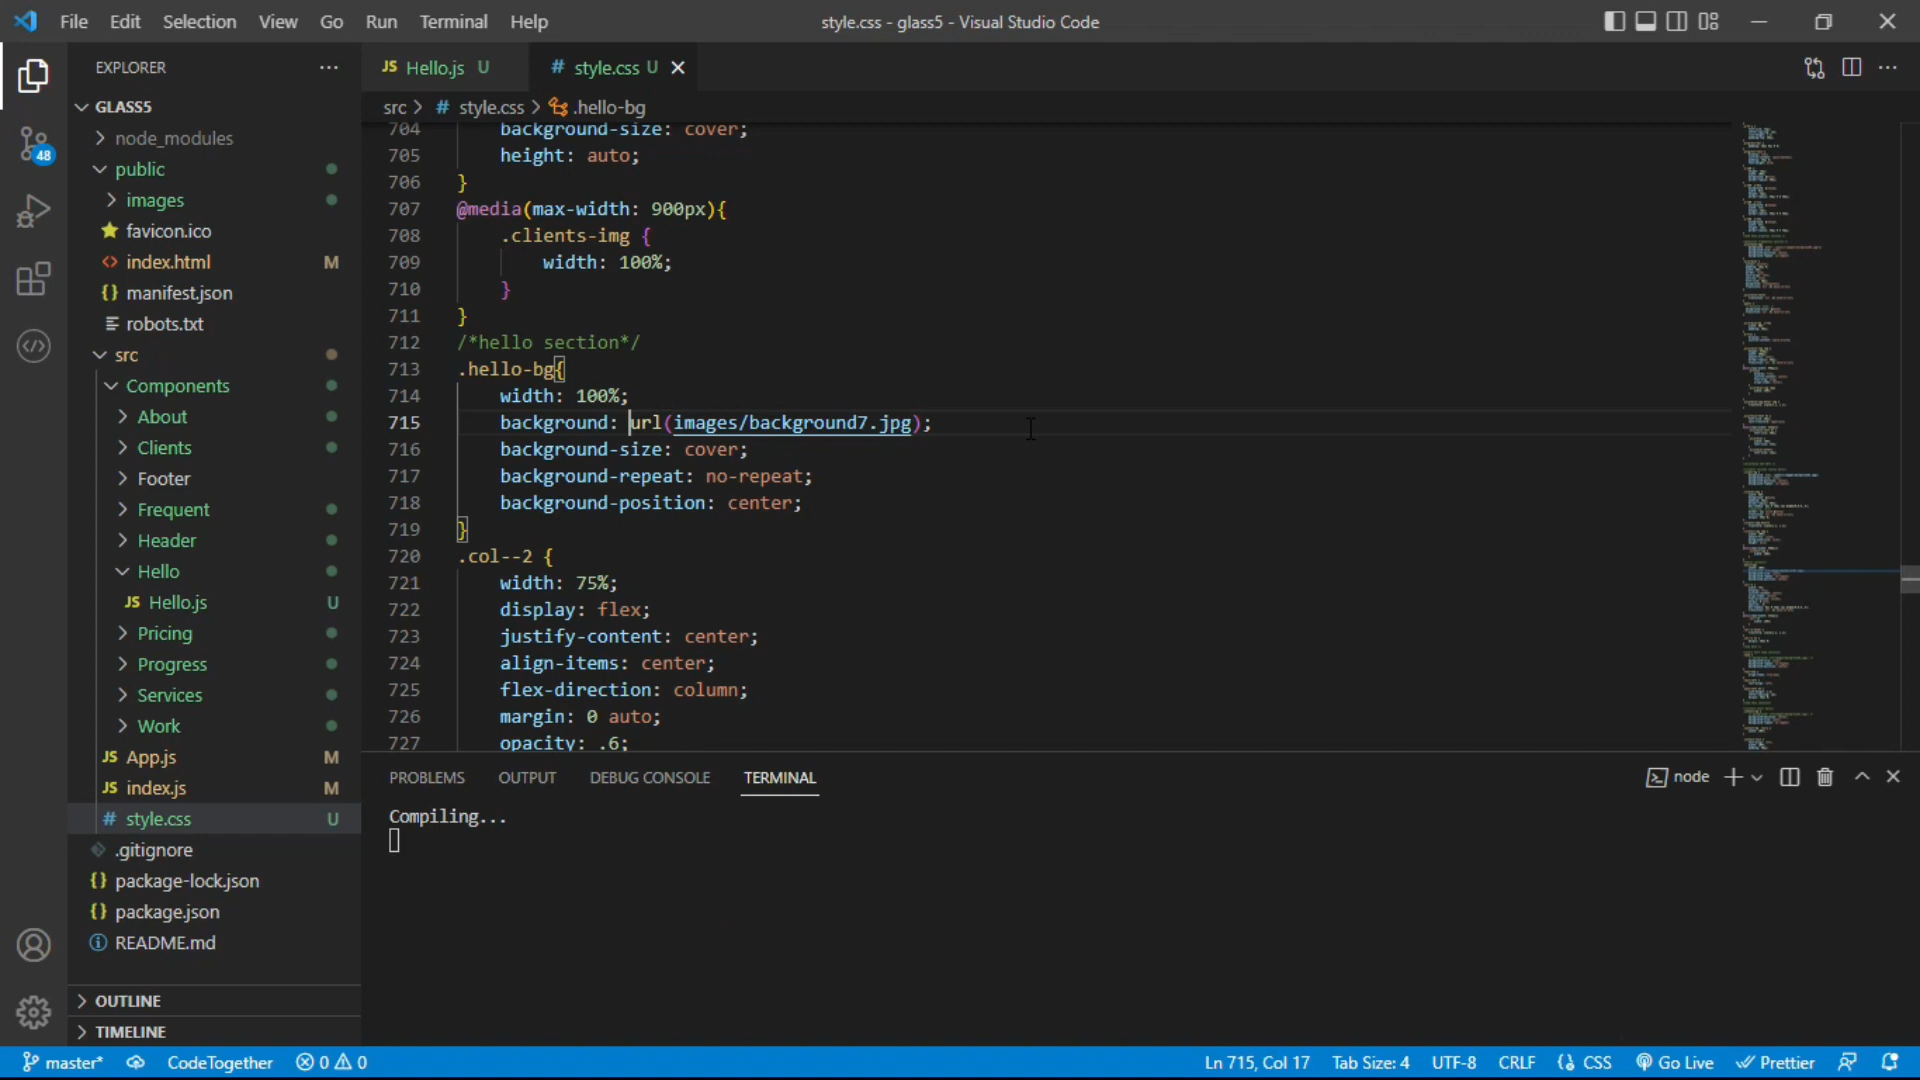 File Edit Selection View Go Run Terminal Help
style.css - glass5 - Visual Studio Code
EXPLORER
GLASS5
node_modules
public
images
favicon.ico
index.html M
manifest.json
robots.txt
src
Components
About
Clients
Footer
Frequent
Header
Hello
JS Hello.js U
Pricing
Progress
Services
Work
JS App.js M
JS index.js M
# style.css U
.gitignore
{} package-lock.json
{} package.json
README.md
OUTLINE
TIMELINE
48
JS Hello.js U
# style.css U
src > # style.css > .hello-bg
704 background-size: cover;
705 height: auto;
706 }
707 @media(max-width: 900px){
708 .clients-img {
709 width: 100%;
710 }
711 }
712 /*hello section*/
713 .hello-bg{
714 width: 100%;
715 background: url(images/background7.jpg);
716 background-size: cover;
717 background-repeat: no-repeat;
718 background-position: center;
719 }
720 .col--2 {
721 width: 75%;
722 display: flex;
723 justify-content: center;
724 align-items: center;
725 flex-direction: column;
726 margin: 0 auto;
727 opacity: .6;
PROBLEMS OUTPUT DEBUG CONSOLE TERMINAL
node
Compiling...
master* CodeTogether 0 0 Ln 715, Col 17 Tab Size: 4 UTF-8 CRLF {} CSS Go Live Prettier